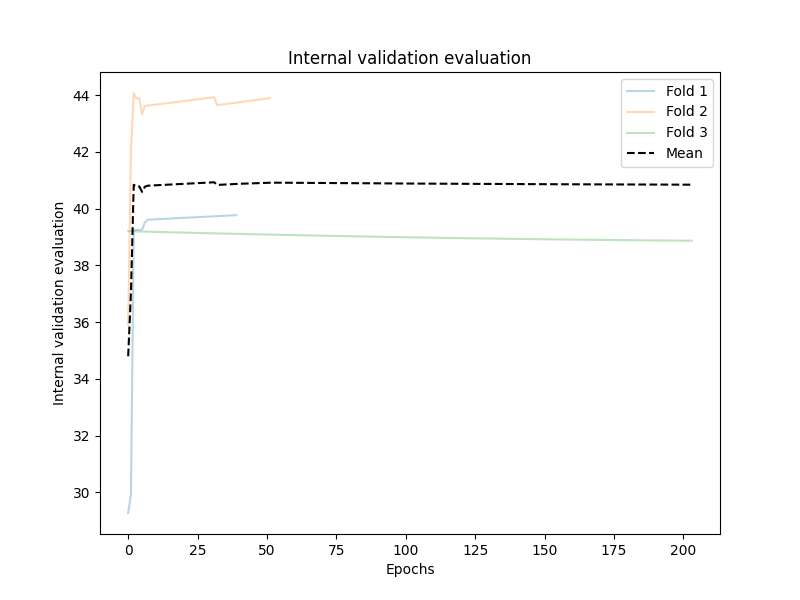 Internal validation evaluation
Fold 1
Fold 2
Fold 3
Mean
Internal validation evaluation
44
42
40
38
36
34
32
30
0 25 50 75 100 125 150 175 200
Epochs